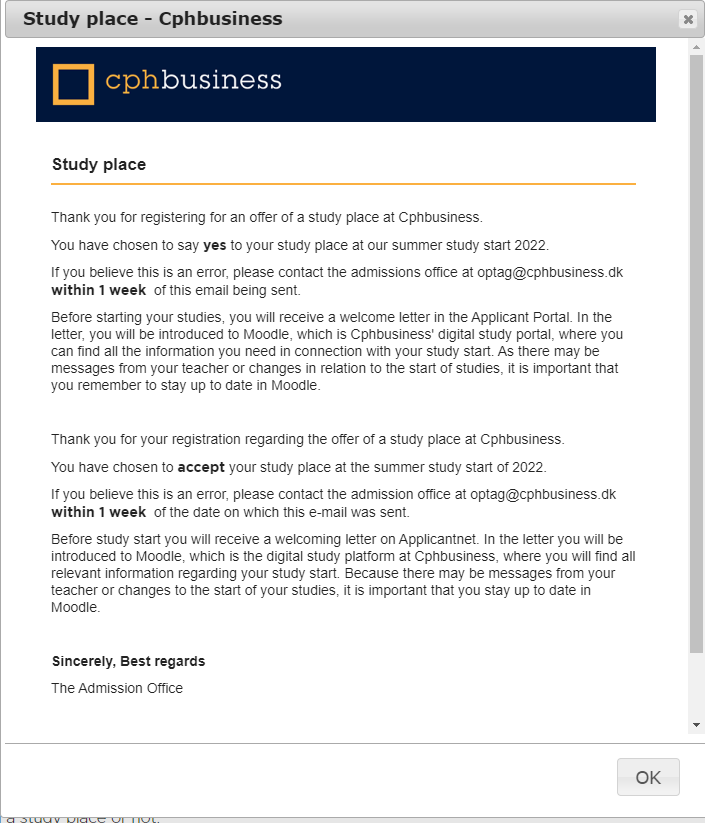 Study place - Cphbusiness
cphbusiness
Study place
Thank you for registering for an offer of a study place at Cphbusiness.
You have chosen to say yes to your study place at our summer study start 2022.
If you believe this is an error, please contact the admissions office at optag@cphbusiness.dk
within 1 week of this email being sent.
Before starting your studies, you will receive a welcome letter in the Applicant Portal. In the
letter, you will be introduced to Moodle, which is Cphbusiness' digital study portal, where you
can find all the information you need in connection with your study start. As there may be
messages from your teacher or changes in relation to the start of studies, it is important that
you remember to stay up to date in Moodle.
Thank you for your registration regarding the offer of a study place at Cphbusiness.
You have chosen to accept your study place at the summer study start of 2022.
If you believe this is an error, please contact the admission office at optag@cphbusiness.dk
within 1 week of the date on which this e-mail was sent.
Before study start you will receive a welcoming letter on Applicantnet. In the letter you will be
introduced to Moodle, which is the digital study platform at Cphbusiness, where you will find all
relevant information regarding your study start. Because there may be messages from your
teacher or changes to the start of your studies, it is important that you stay up to date in
Moodle.
Sincerely, Best regards
The Admission Office
OK
a study place or not.